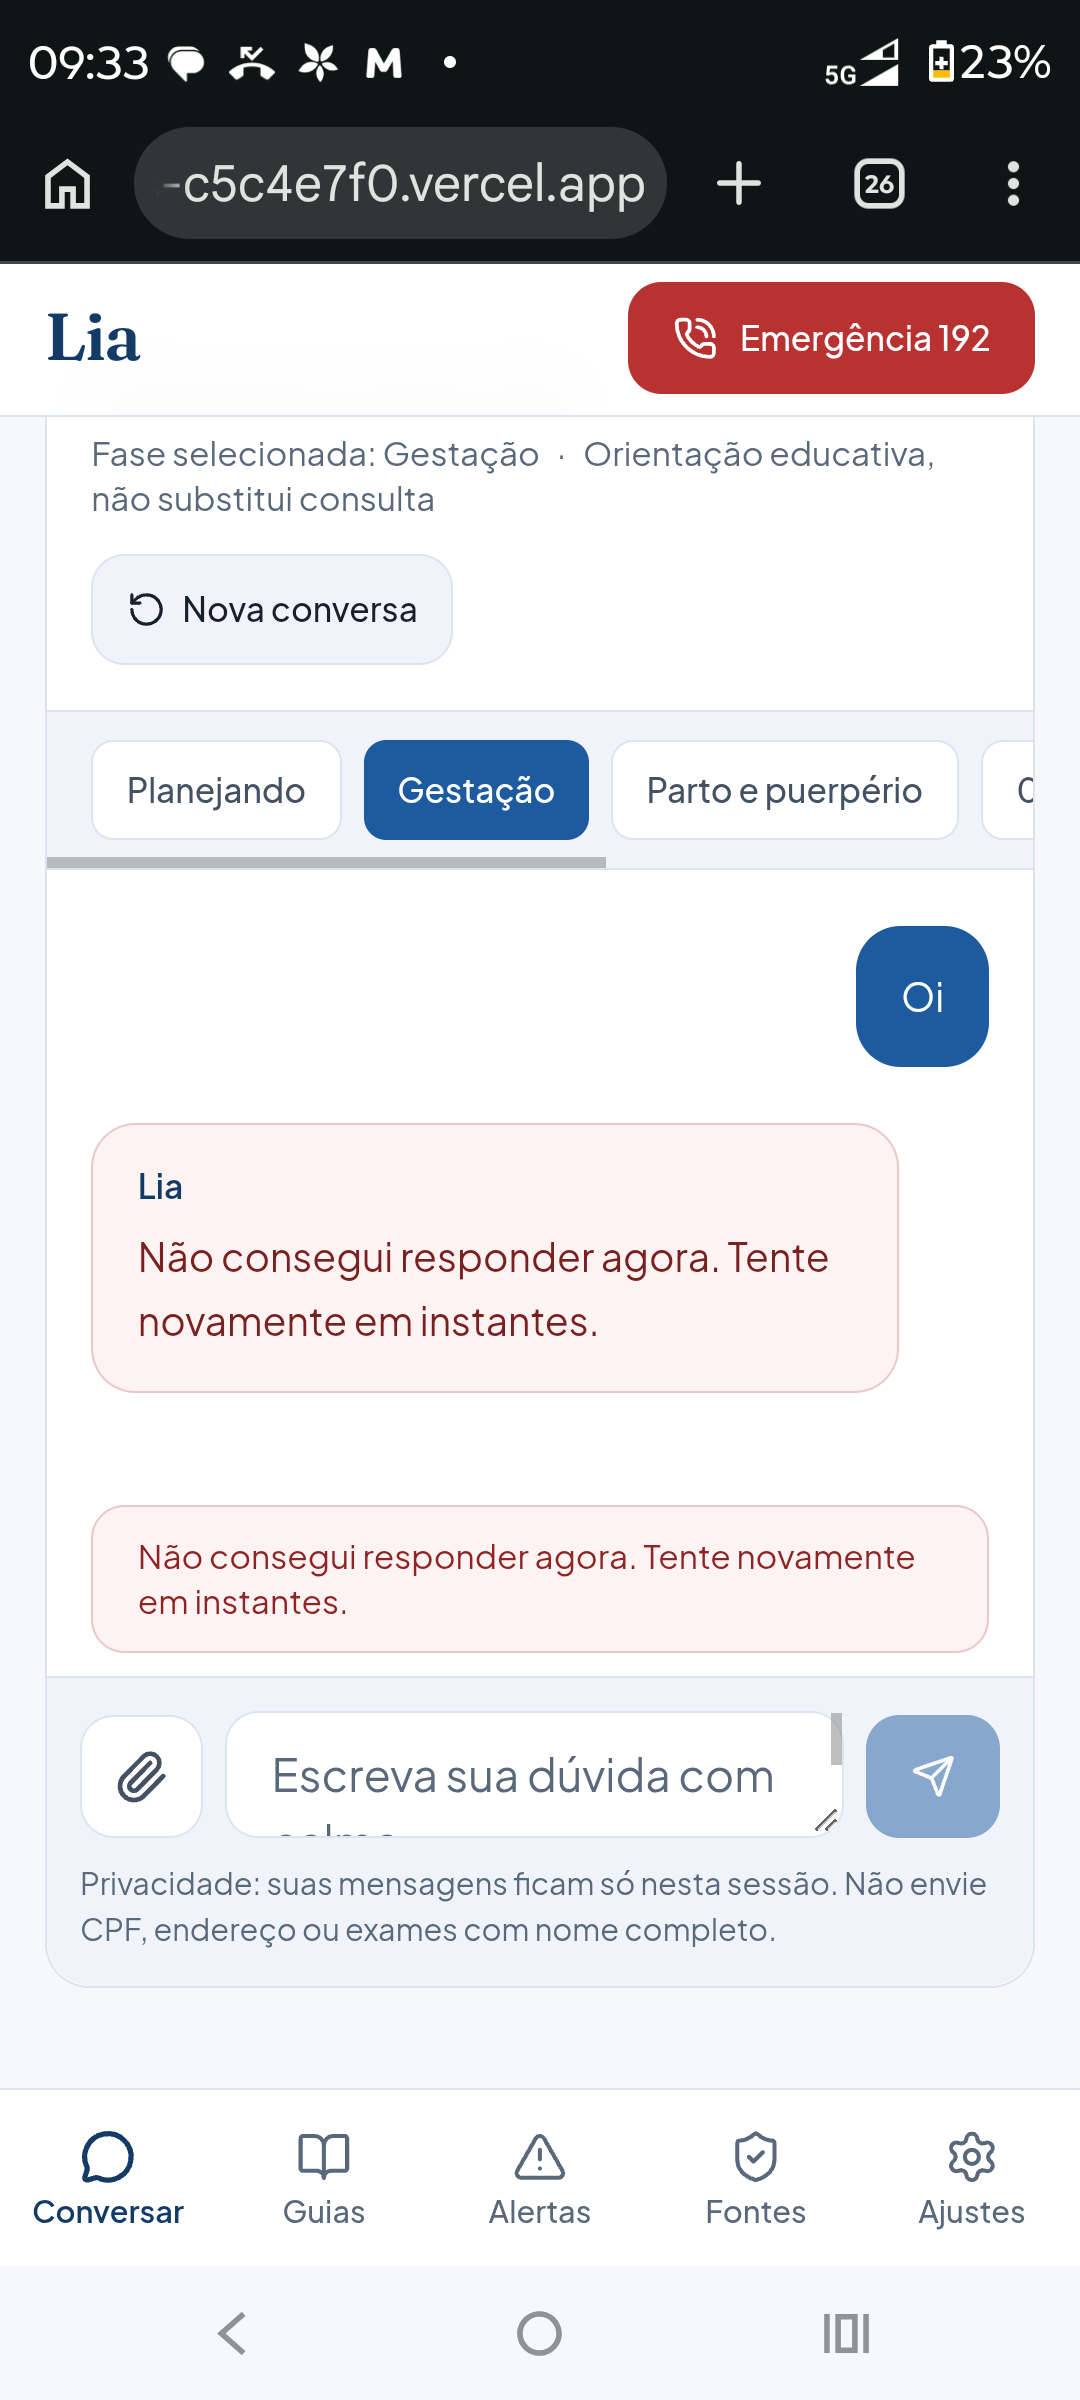 09:33
5G
23%
-c5c4e7f0.vercel.app
26
Lia
Emergência 192
Fase selecionada: Gestação · Orientação educativa,
não substitui consulta
Nova conversa
Planejando
Gestação
Parto e puerpério
Oi
Lia
Não consegui responder agora. Tente
novamente em instantes.
Não consegui responder agora. Tente novamente
em instantes.
Escreva sua dúvida com
Privacidade: suas mensagens ficam só nesta sessão. Não envie
CPF, endereço ou exames com nome completo.
Conversar
Guias
Alertas
Fontes
Ajustes